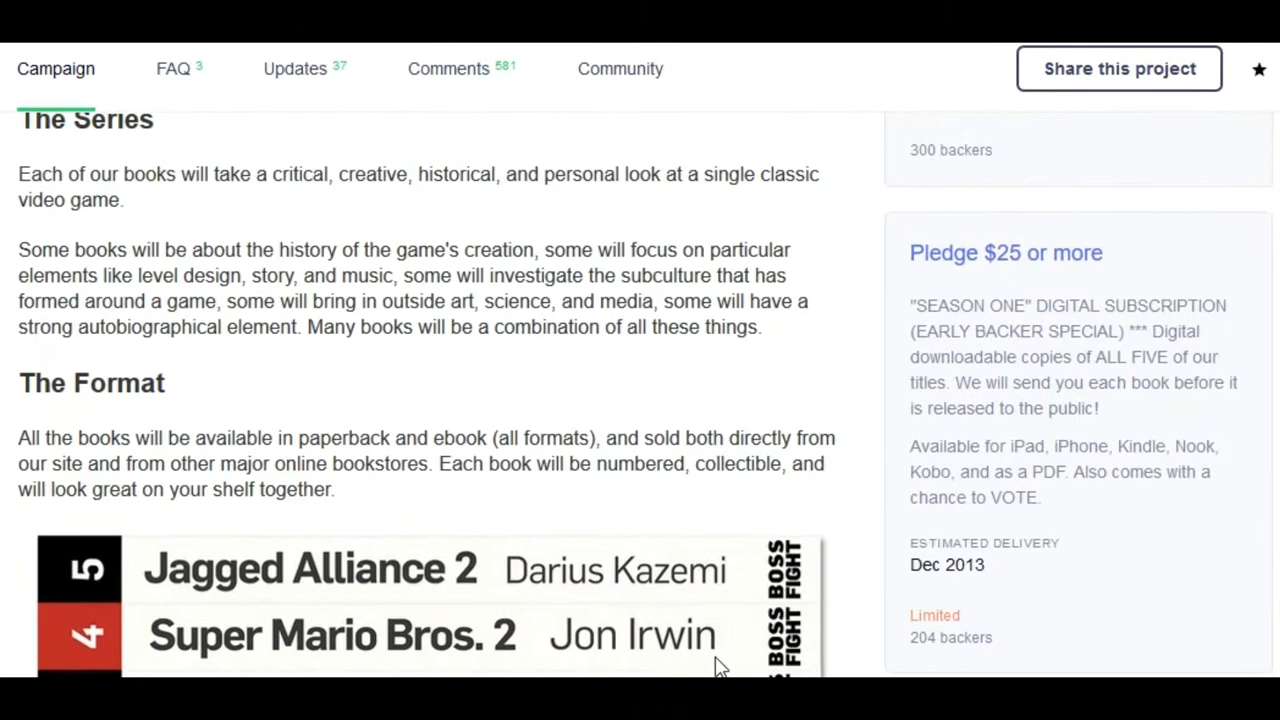 Campaign
FAQ 3
Updates 37
Comments 581
Community
Share this project
The Series
Each of our books will take a critical, creative, historical, and personal look at a single classic
video game.
Some books will be about the history of the game's creation, some will focus on particular
elements like level design, story, and music, some will investigate the subculture that has
formed around a game, some will bring in outside art, science, and media, some will have a
strong autobiographical element. Many books will be a combination of all these things.
The Format
All the books will be available in paperback and ebook (all formats), and sold both directly from
our site and from other major online bookstores. Each book will be numbered, collectible, and
will look great on your shelf together.
5 Jagged Alliance 2 Darius Kazemi BOSS FIGHT
4 Super Mario Bros. 2 Jon Irwin BOSS FIGHT
300 backers
Pledge $25 or more
"SEASON ONE" DIGITAL SUBSCRIPTION
(EARLY BACKER SPECIAL) *** Digital
downloadable copies of ALL FIVE of our
titles. We will send you each book before it
is released to the public!
Available for iPad, iPhone, Kindle, Nook,
Kobo, and as a PDF. Also comes with a
chance to VOTE.
ESTIMATED DELIVERY
Dec 2013
Limited
204 backers